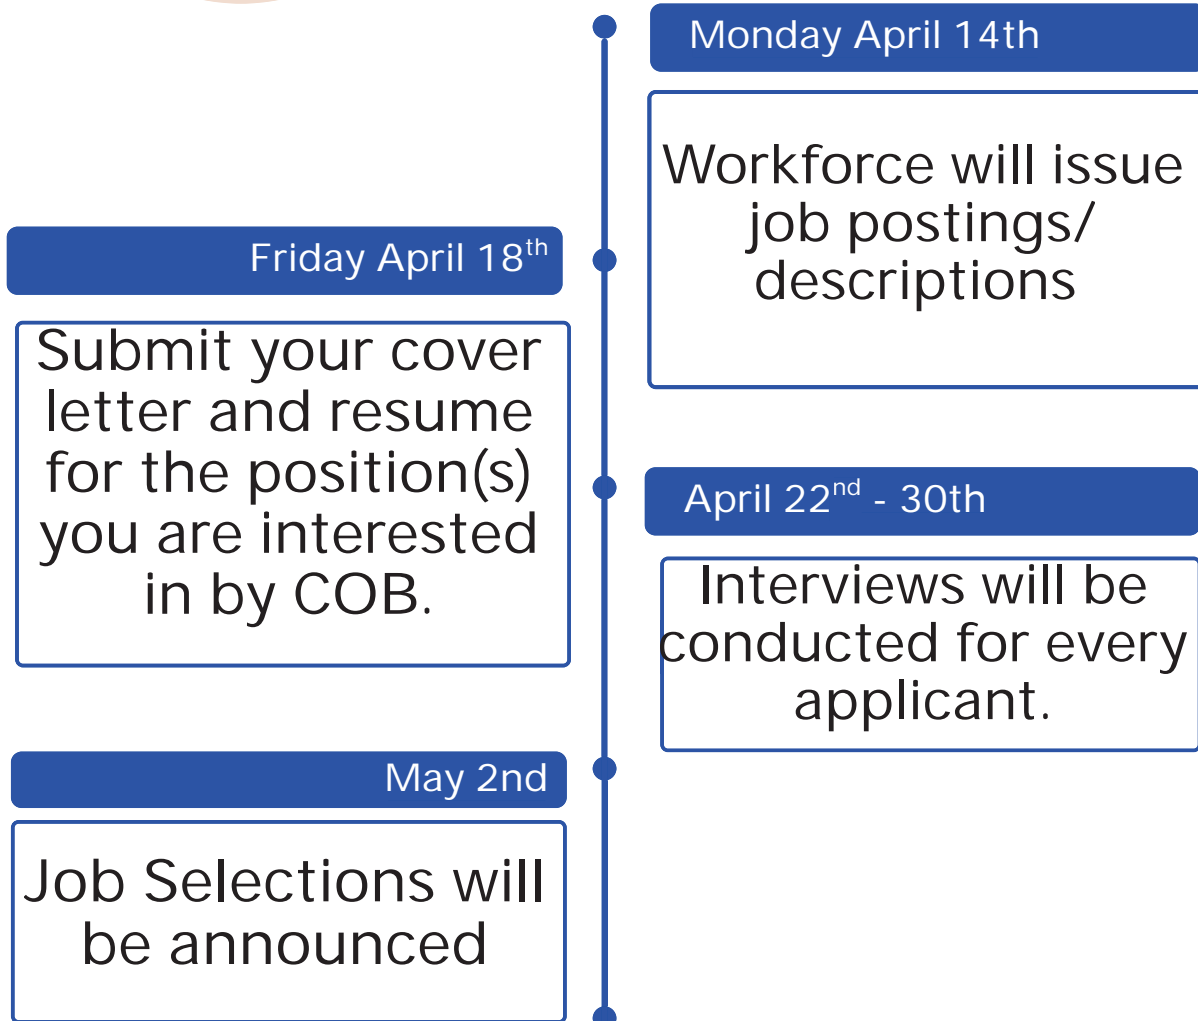 Monday April 14th
Workforce will issue
job postings/
descriptions
Friday April 18th
Submit your cover
letter and resume
for the position(s)
you are interested
in by COB.
April 22nd - 30th
Interviews will be
conducted for every
applicant.
May 2nd
Job Selections will
be announced